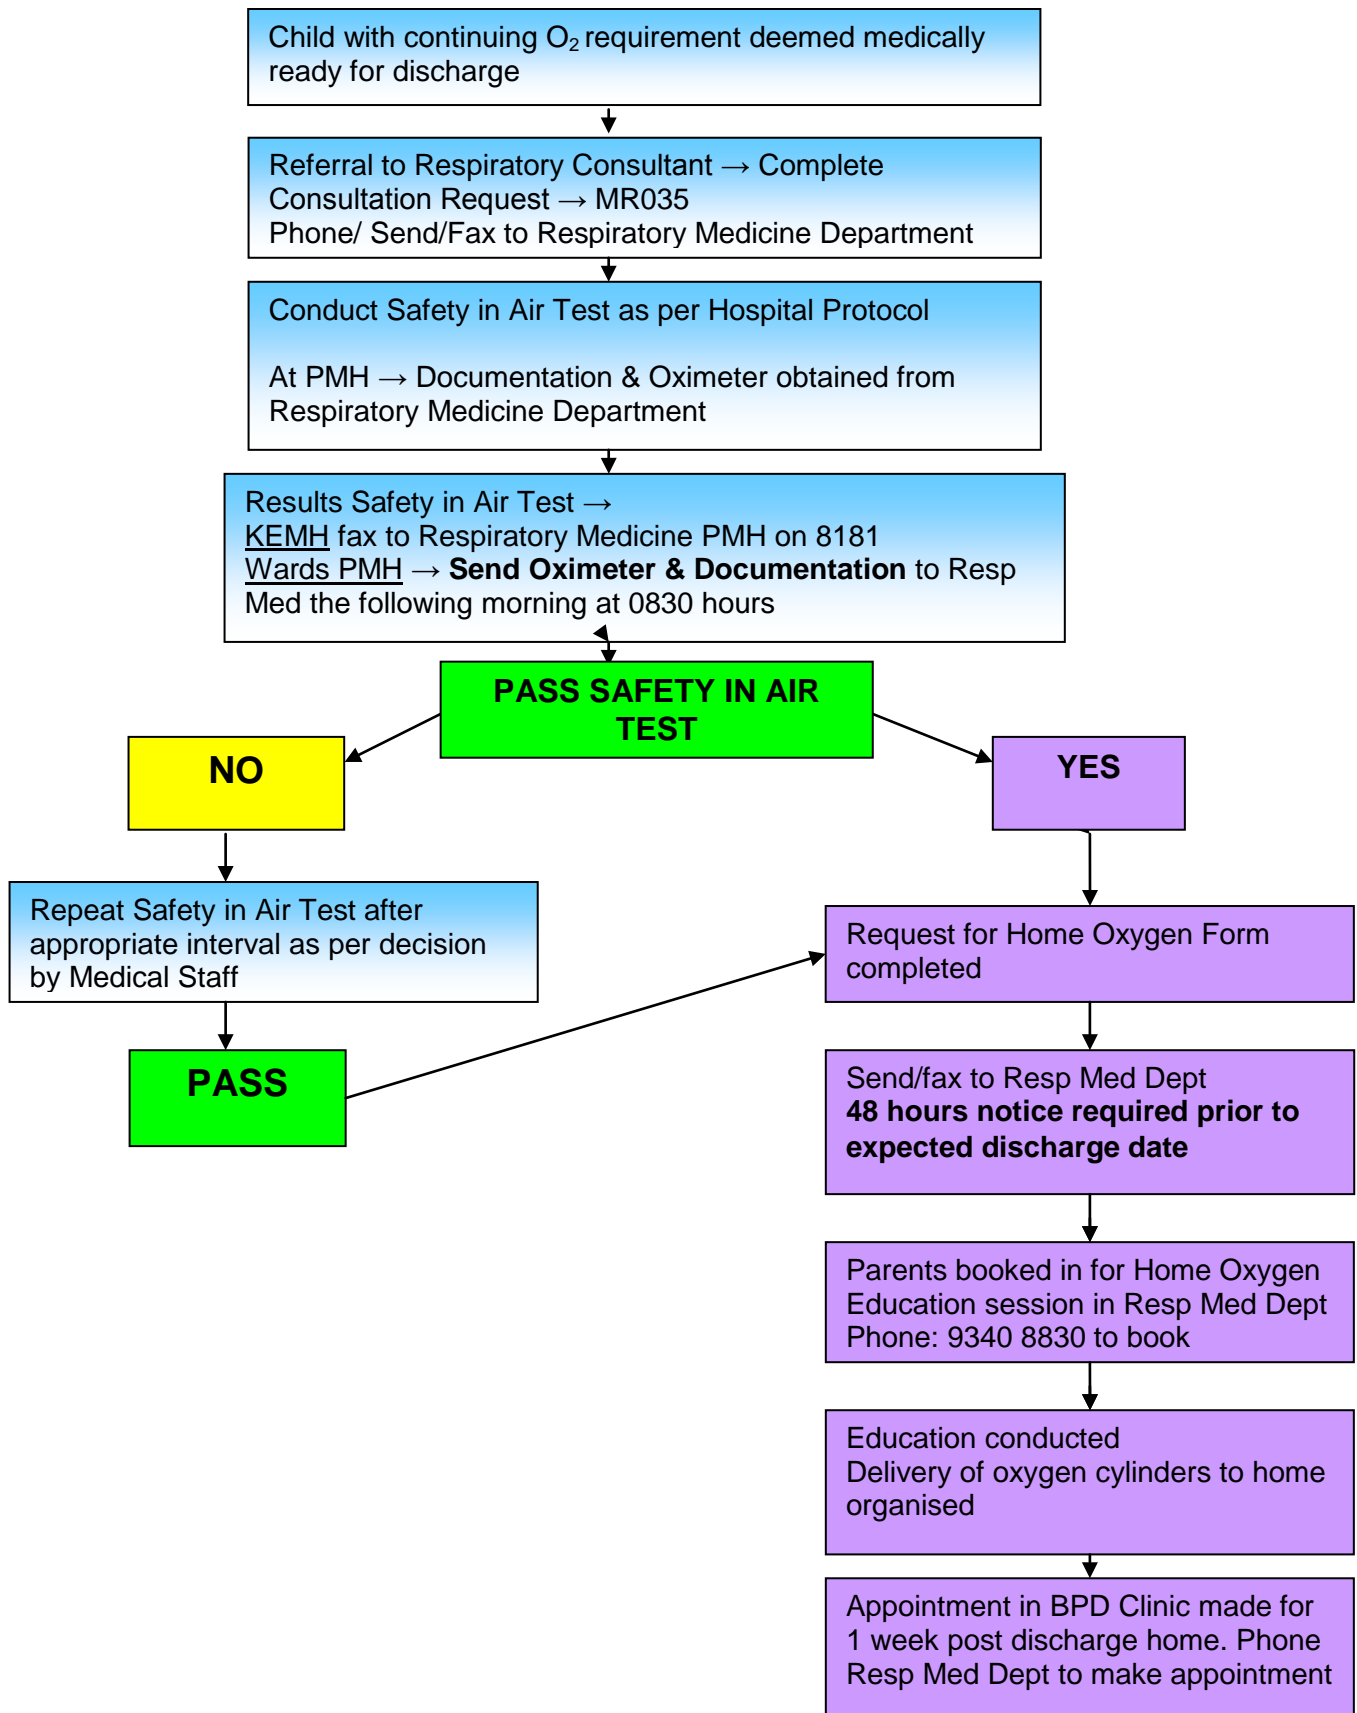 Child with continuing O₂ requirement deemed medically
ready for discharge
Referral to Respiratory Consultant → Complete
Consultation Request → MR035
Phone/ Send/Fax to Respiratory Medicine Department
Conduct Safety in Air Test as per Hospital Protocol
At PMH → Documentation & Oximeter obtained from
Respiratory Medicine Department
Results Safety in Air Test →
KEMH fax to Respiratory Medicine PMH on 8181
Wards PMH → Send Oximeter & Documentation to Resp
Med the following morning at 0830 hours
PASS SAFETY IN AIR
TEST
NO
YES
Repeat Safety in Air Test after
appropriate interval as per decision
by Medical Staff
PASS
Request for Home Oxygen Form
completed
Send/fax to Resp Med Dept
48 hours notice required prior to
expected discharge date
Parents booked in for Home Oxygen
Education session in Resp Med Dept
Phone: 9340 8830 to book
Education conducted
Delivery of oxygen cylinders to home
organised
Appointment in BPD Clinic made for
1 week post discharge home. Phone
Resp Med Dept to make appointment